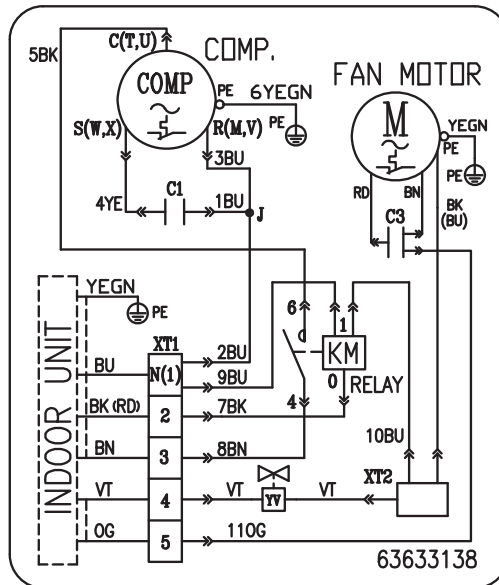 C(T,U)
COMP.
5BK
FAN MOTOR
COMP
PE
6YEGN
S(W,X)
R(M,V)
PE
M
YEGN
PE
PE
3BU
RD
BN
BK
(BU)
C1
4YE
1BU
J
C3
YEGN
PE
6
XT1
1
2BU
KM
BU
N(1)
9BU
0
RELAY
BK(RD)
2
7BK
4
10BU
BN
3
8BN
XT2
VT
4
VT
YV
VT
OG
5
11OG
INDOOR UNIT
63633138